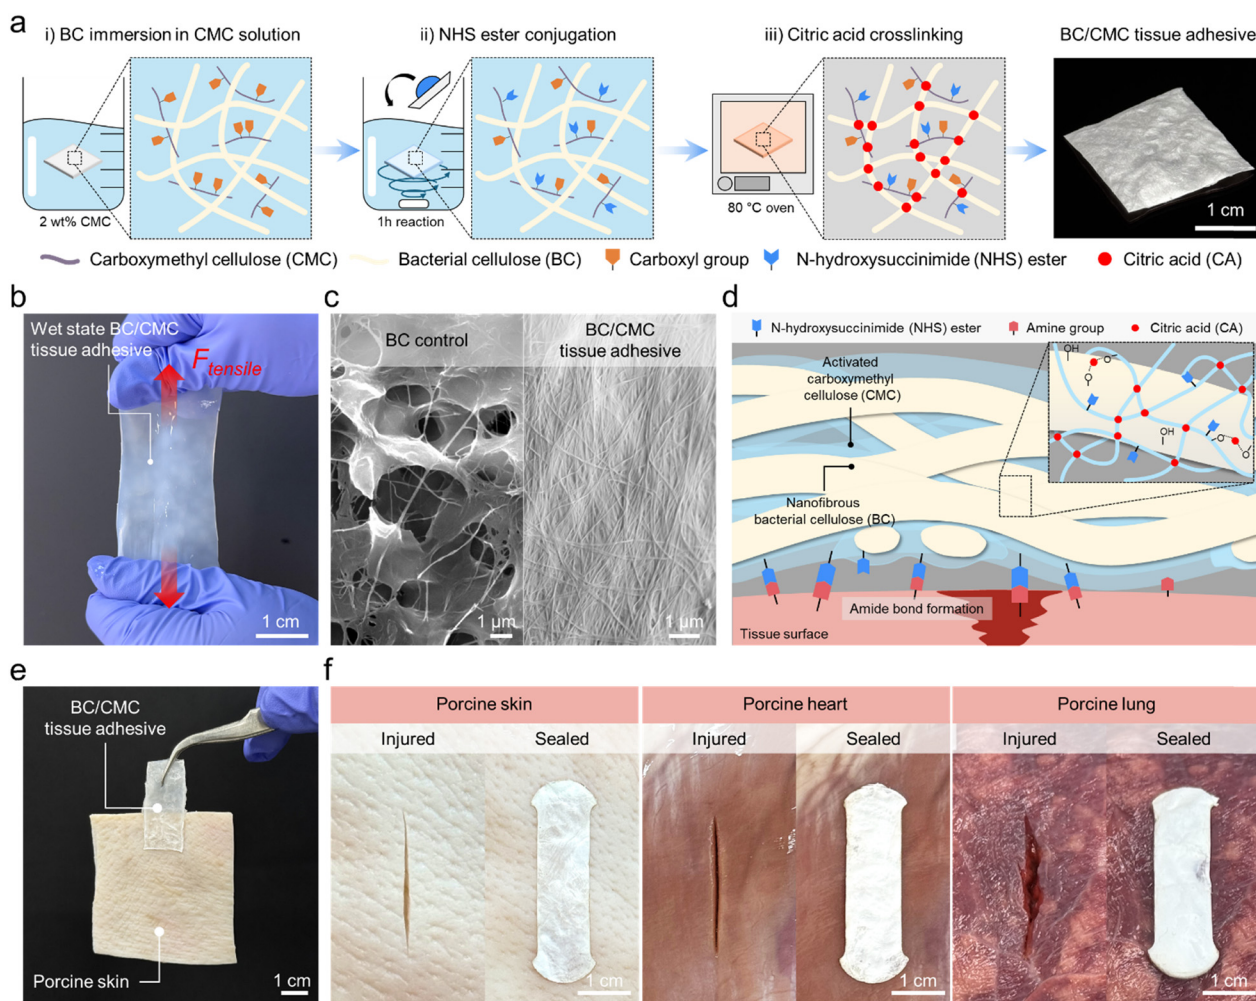 a
i) BC immersion in CMC solution
ii) NHS ester conjugation
iii) Citric acid crosslinking
BC/CMC tissue adhesive
2 wt% CMC
1h reaction
80 °C oven
1 cm
Carboxymethyl cellulose (CMC)
Bacterial cellulose (BC)
Carboxyl group
N-hydroxysuccinimide (NHS) ester
Citric acid (CA)
b
Wet state BC/CMC
tissue adhesive
Ftensile
1 cm
c
BC control
BC/CMC
tissue adhesive
1 µm
1 µm
d
N-hydroxysuccinimide (NHS) ester
Amine group
Citric acid (CA)
Activated
carboxymethyl
cellulose (CMC)
OH
O
O
OH
O
O
Nanofibrous
bacterial cellulose (BC)
Amide bond formation
Tissue surface
e
BC/CMC
tissue adhesive
Porcine skin
1 cm
f
Porcine skin
Porcine heart
Porcine lung
Injured
Sealed
Injured
Sealed
Injured
Sealed
1 cm
1 cm
1 cm